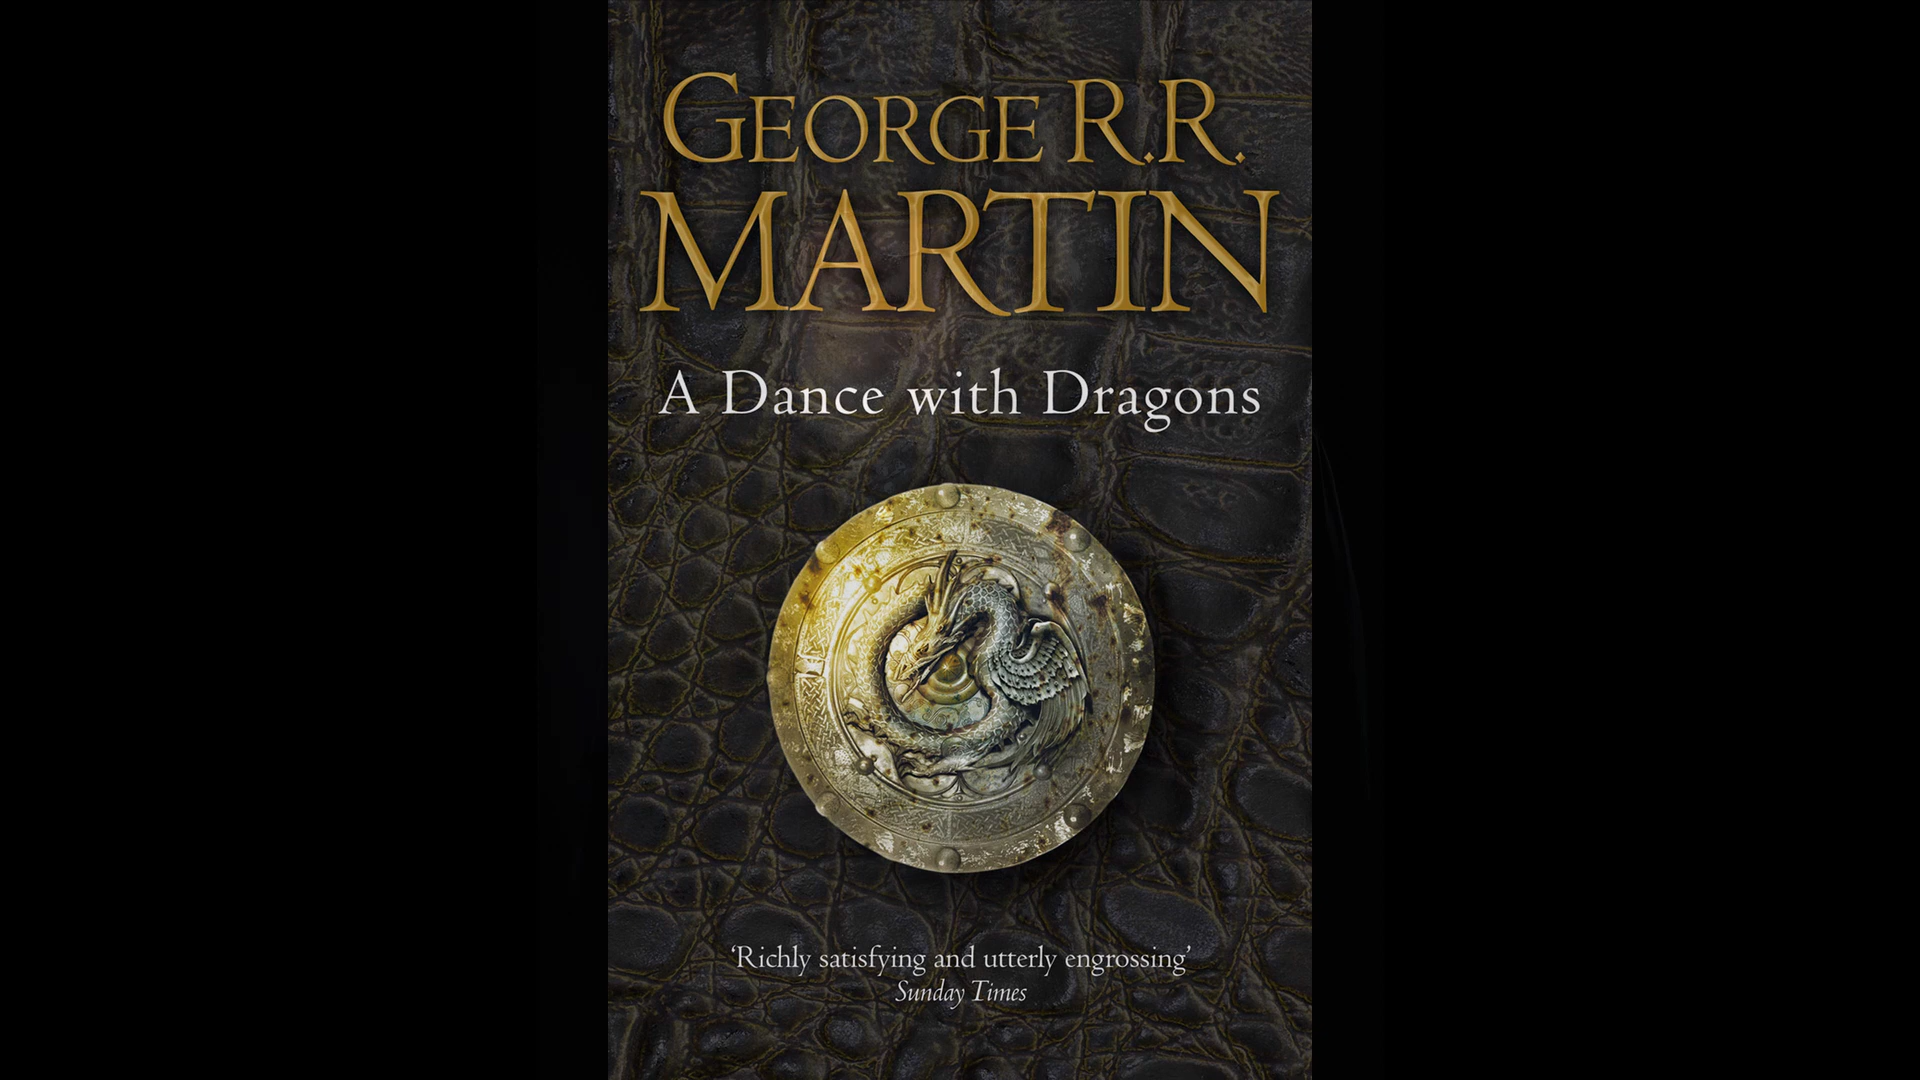 GEORGE R.R.
MARTIN
A Dance with Dragons
‘Richly satisfying and utterly engrossing’
Sunday Times